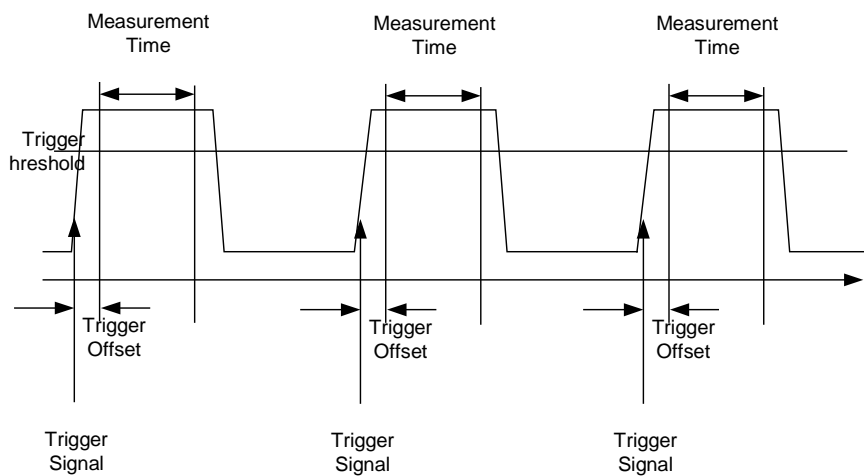 Measurement
Time
Measurement
Time
Measurement
Time
Trigger
hreshold
Trigger
Offset
Trigger
Offset
Trigger
Offset
Trigger
Signal
Trigger
Signal
Trigger
Signal